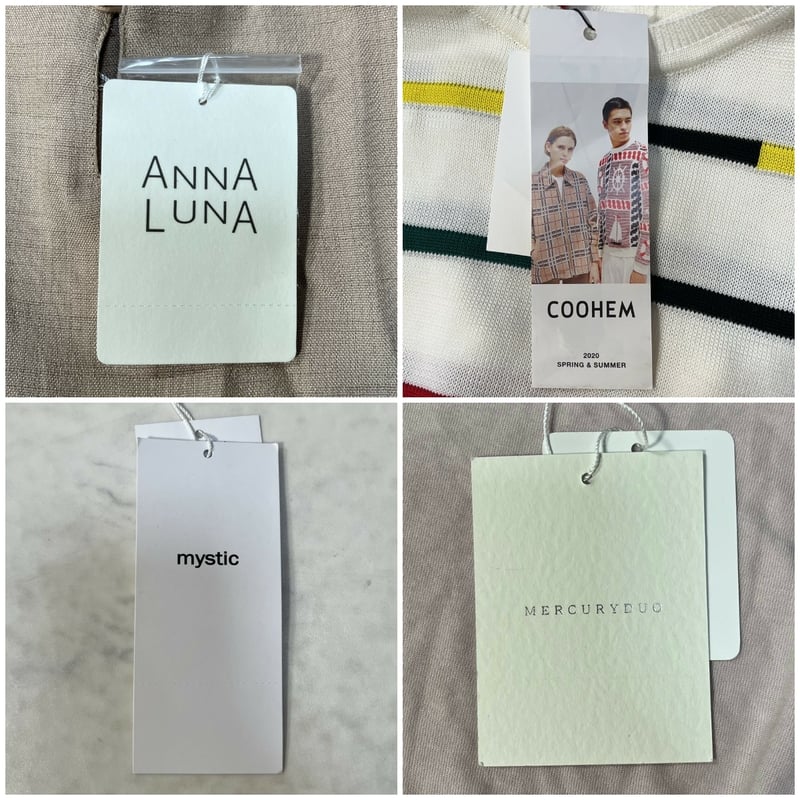 ANNA
LUNA
COOHEM
2020
SPRING & SUMMER
mystic
MERCURYDUO